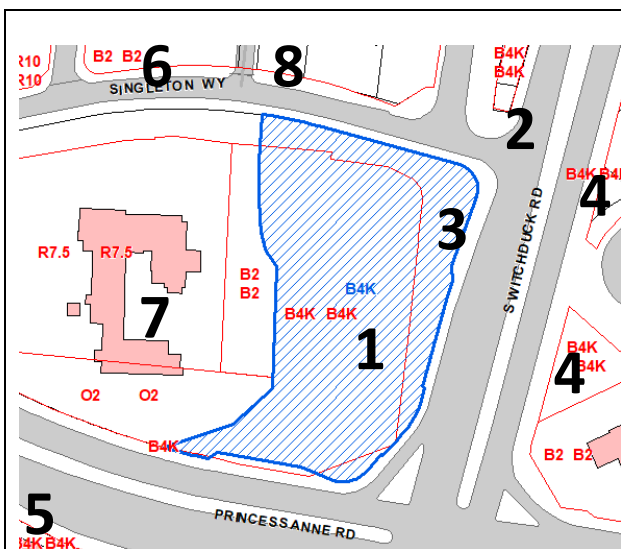 B2 B2
6
8
B4K
B4K
R10
R10
SINGLETON WY
2
B4K B4K
4
3
SWITCHDUCK RD
R7.5 R7.5
B2
B2
B4K
B4K B4K
7
1
B4K
B4K
4
O2 O2
B4K
B2 B2
5
PRINCESS ANNE RD
B4K B4K